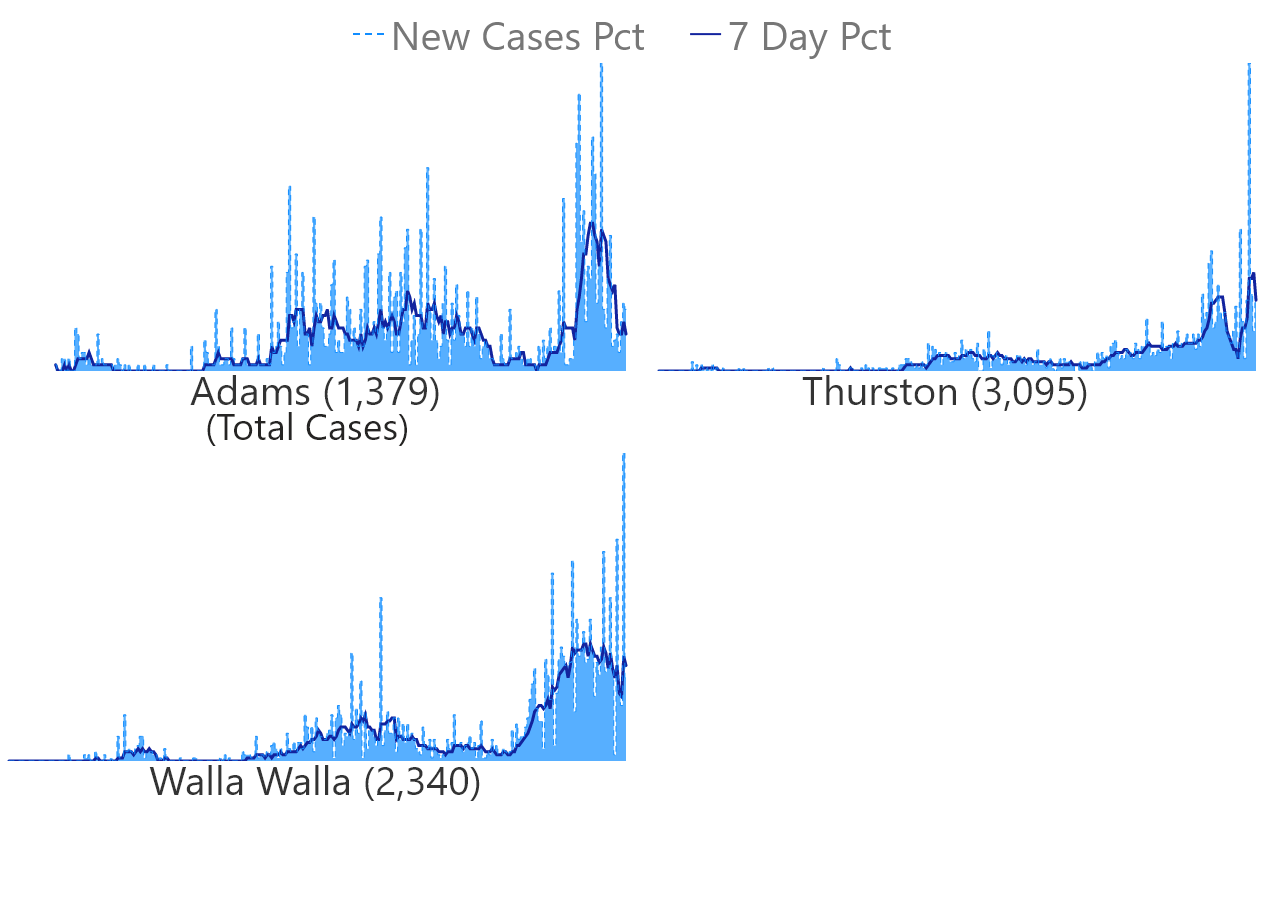 New Cases Pct 7 Day Pct
Adams (1,379)
(Total Cases)
Thurston (3,095)
Walla Walla (2,340)